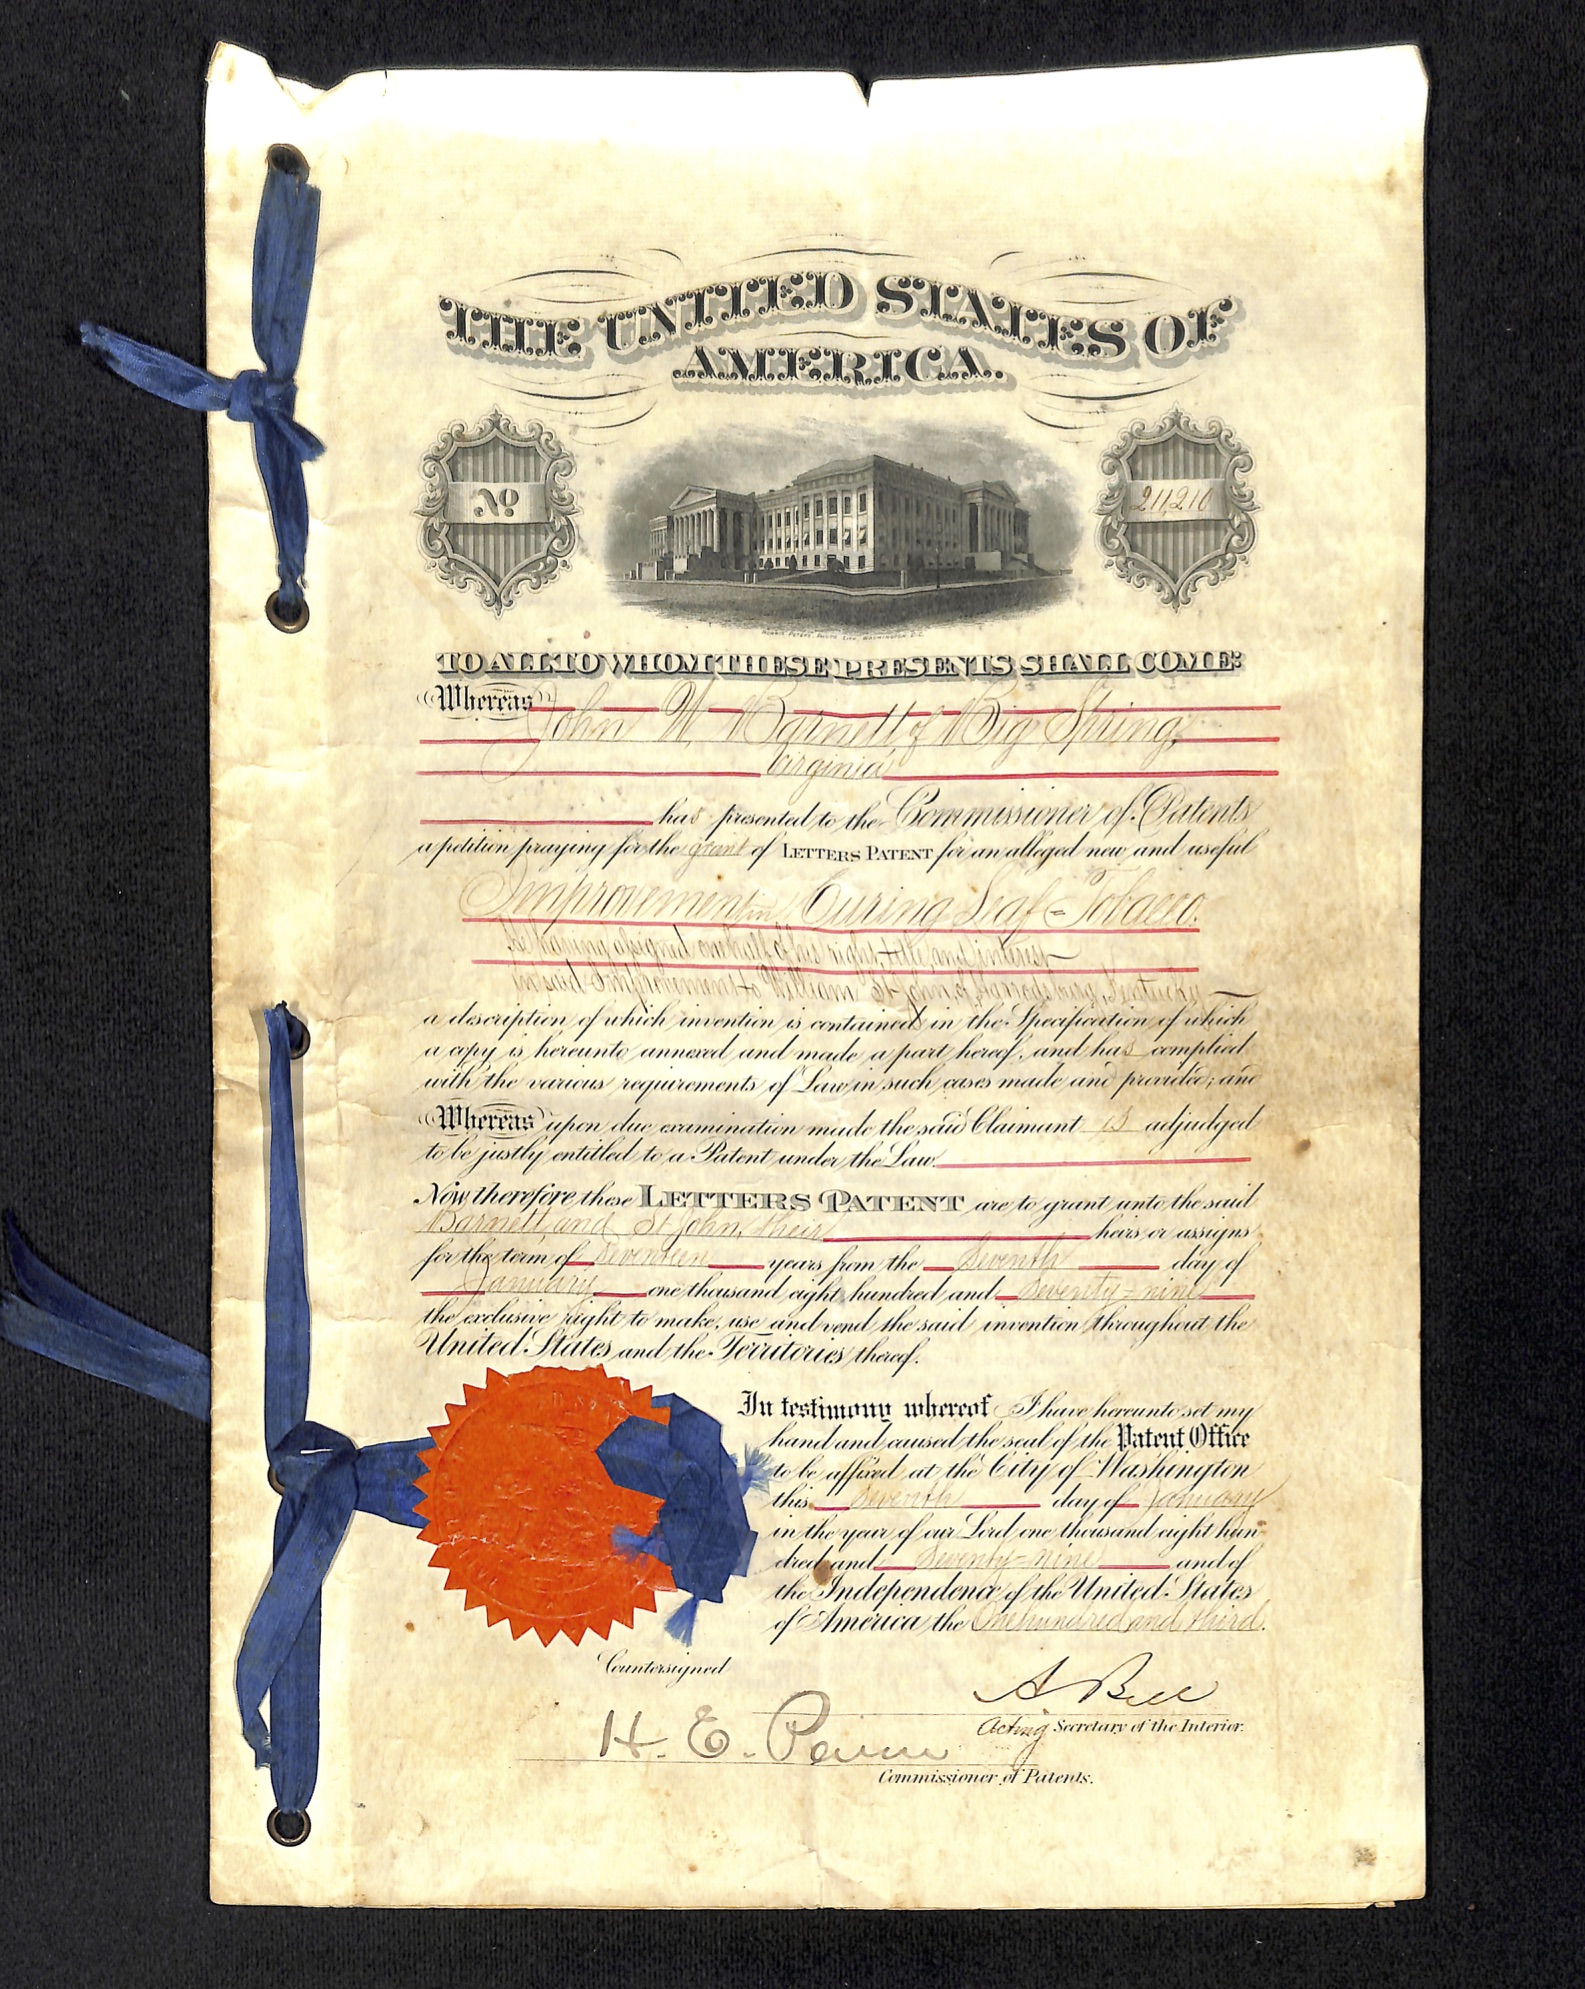 THE UNITED STATES OF
AMERICA.
No
211,210
TO ALL TO WHOM THESE PRESENTS SHALL COME:
Whereas John W. Barnett of Big Spring,
Virginia
has presented to the Commissioner of Patents
a petition praying for the grant of LETTERS PATENT for an alleged new and useful
Improvement in Curing Leaf-Tobacco.
He having assigned one half of his right, title, and interest
in said Improvement to William St John, of Kentucky
a description of which invention is contained in the Specification of which
a copy is hereunto annexed and made a part hereof, and has complied
with the various requirements of Law in such cases made and provided; and
Whereas upon due examination made the said Claimant is adjudged
to be justly entitled to a Patent under the Law.
Now therefore these LETTERS PATENT are to grant unto the said
Barnett and St John, their heirs or assigns
for the term of Seventeen years from the Seventh day of
January one thousand eight hundred and Seventy-nine
the exclusive right to make, use and vend the said invention throughout the
United States and the Territories thereof.
In testimony whereof I have hereunto set my
hand and caused the seal of the Patent Office
to be affixed at the City of Washington
this Seventh day of January
in the year of our Lord one thousand eight hun-
dred and Seventy-nine and of
the Independence of the United States
of America the One hundred and third.
Countersigned
A Bell
Acting Secretary of the Interior.
H. E. Paine
Commissioner of Patents.